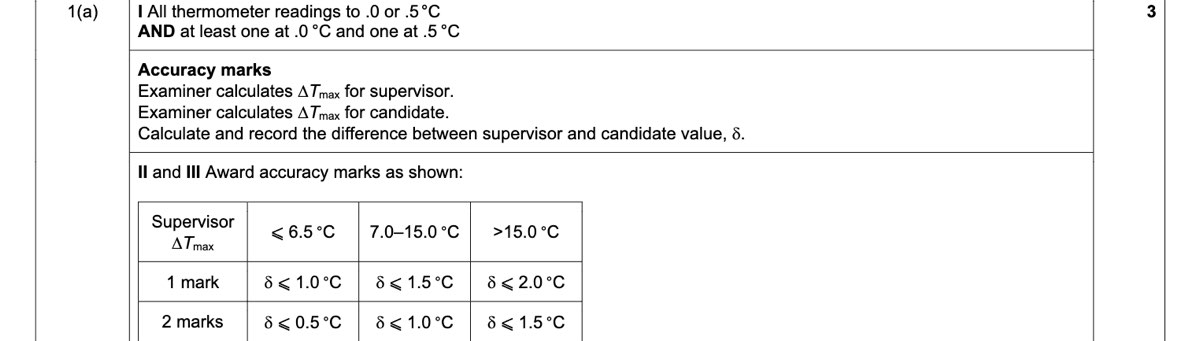 1(a)
I All thermometer readings to .0 or .5 °C
3
AND at least one at .0 °C and one at .5 °C
Accuracy marks
Examiner calculates ΔTmax for supervisor.
Examiner calculates ΔTmax for candidate.
Calculate and record the difference between supervisor and candidate value, δ.
II and III Award accuracy marks as shown:
Supervisor ΔTmax ⩽ 6.5 °C 7.0–15.0 °C >15.0 °C
1 mark δ ⩽ 1.0 °C δ ⩽ 1.5 °C δ ⩽ 2.0 °C
2 marks δ ⩽ 0.5 °C δ ⩽ 1.0 °C δ ⩽ 1.5 °C